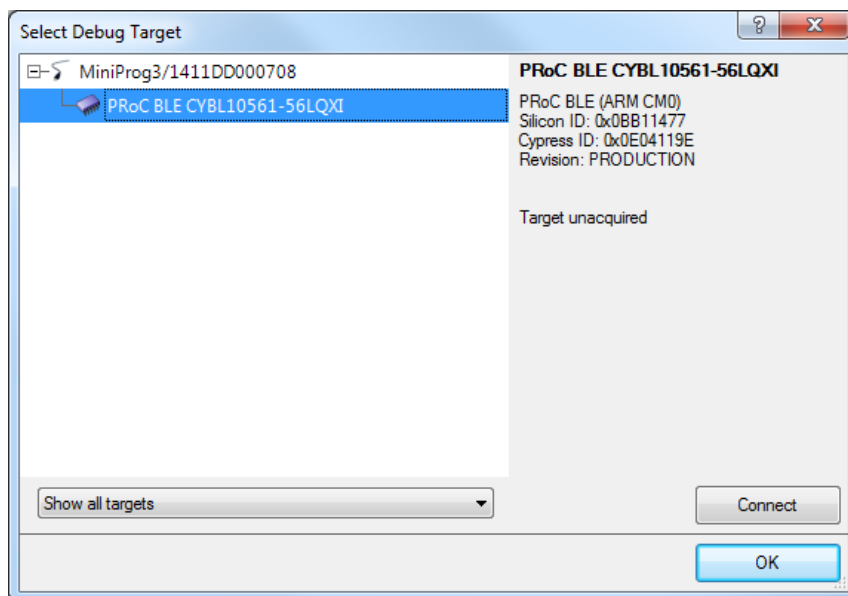 Select Debug Target
MiniProg3/1411DD000708
PRoC BLE CYBL10561-56LQXI
PRoC BLE CYBL10561-56LQXI
PRoC BLE (ARM CM0)
Silicon ID: 0x0BB11477
Cypress ID: 0x0E04119E
Revision: PRODUCTION
Target unacquired
Show all targets
Connect
OK